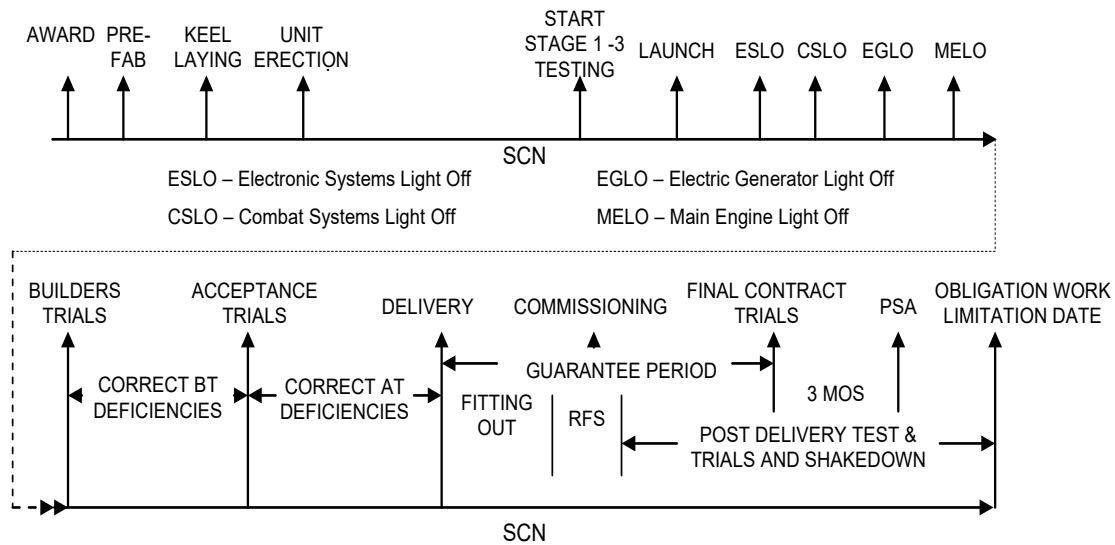 AWARD
PRE-
FAB
KEEL
LAYING
UNIT
ERECTION
START
STAGE 1 -3
TESTING
LAUNCH
ESLO
CSLO
EGLO
MELO
SCN
ESLO – Electronic Systems Light Off
EGLO – Electric Generator Light Off
CSLO – Combat Systems Light Off
MELO – Main Engine Light Off
BUILDERS
TRIALS
ACCEPTANCE
TRIALS
DELIVERY
COMMISSIONING
FINAL CONTRACT
TRIALS
PSA
OBLIGATION WORK
LIMITATION DATE
GUARANTEE PERIOD
CORRECT BT
DEFICIENCIES
CORRECT AT
DEFICIENCIES
FITTING
OUT
RFS
3 MOS
POST DELIVERY TEST &
TRIALS AND SHAKEDOWN
SCN